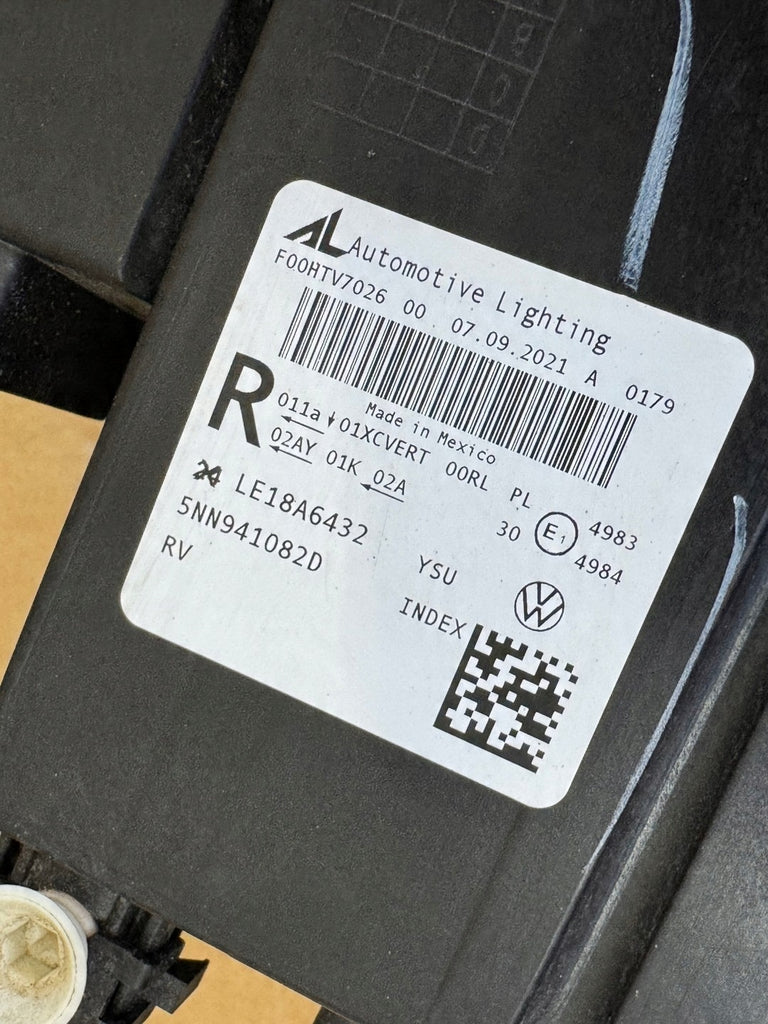 B
C
D
AL Automotive Lighting
F00HTV7026 00 07.09.2021 A 0179
Made in Mexico
R 011a 01XCVERT 00RL PL
02AY 01K 02A 30 E1 4983
4984
LE18A6432
5NN941082D YSU VW
RV INDEX